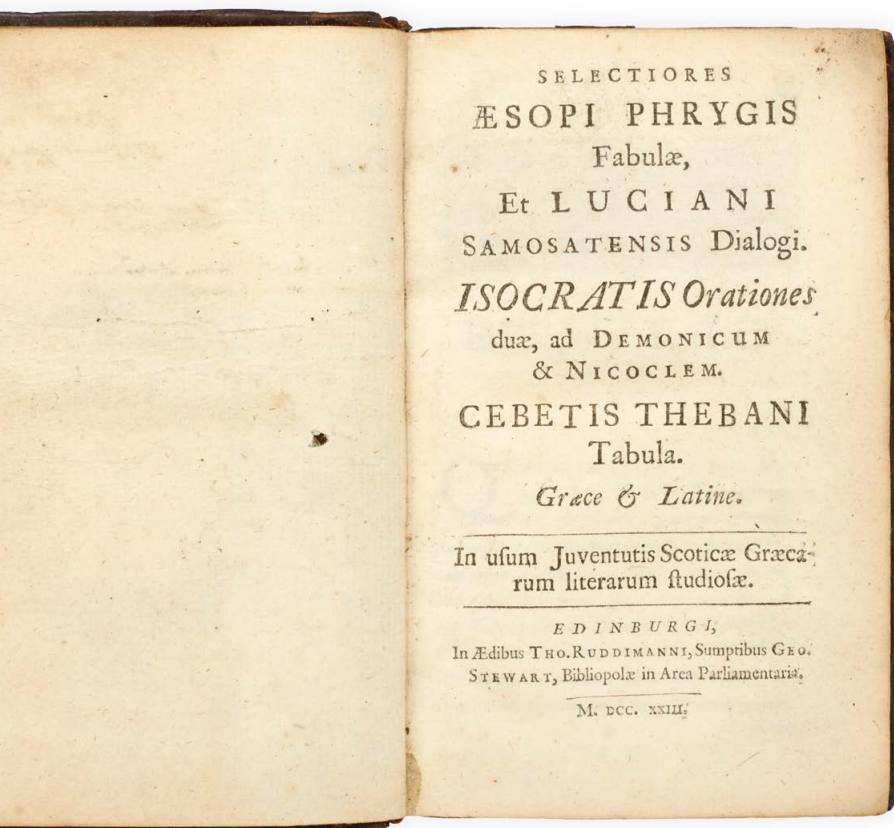 SELECTIORES
ÆSOPI PHRYGIS
Fabulæ,
Et LUCIANI
SAMOSATENSIS Dialogi.
ISOCRATIS Orationes
duæ, ad DEMONICUM
& NICOCLEM.
CEBETIS THEBANI
Tabula.
Græce & Latine.
In uſum Juventutis Scoticæ Græca-
rum literarum ſtudioſæ.
EDINBURGI,
In Ædibus THO. RUDDIMANNI, Sumptibus GEO.
STEWART, Bibliopolæ in Area Parliamentaria.
M. DCC. XXIII.